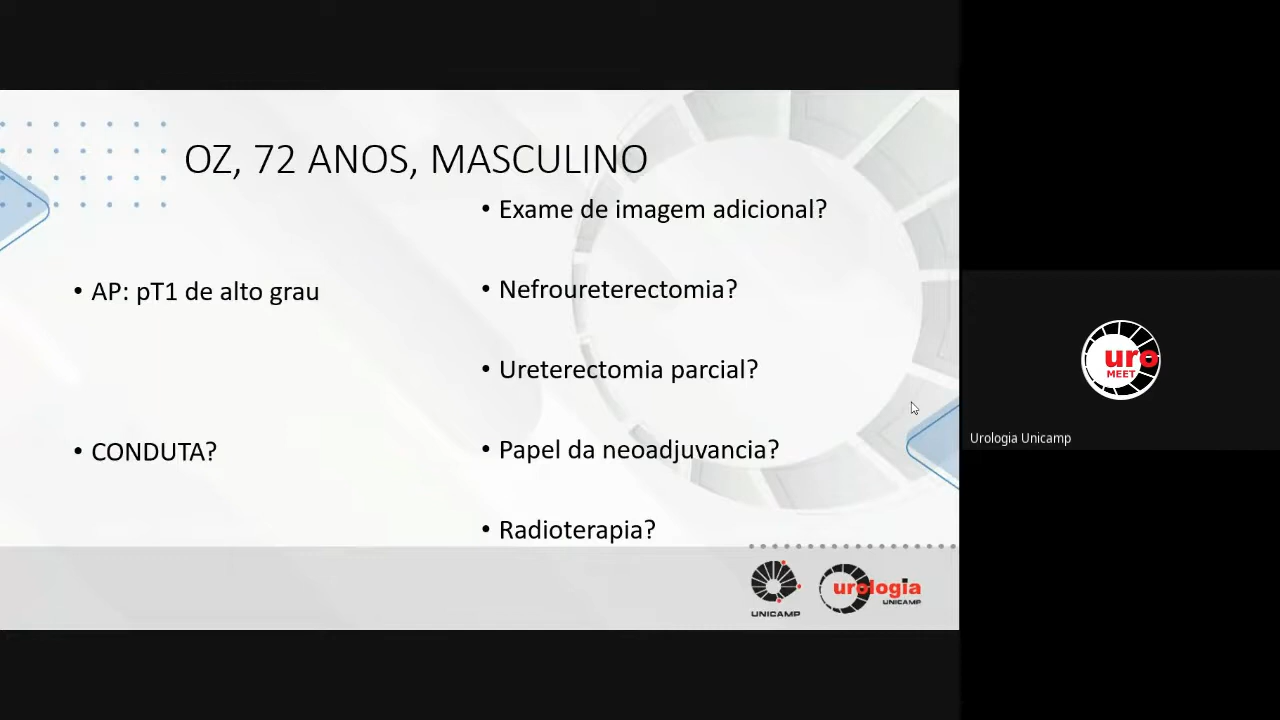 OZ, 72 ANOS, MASCULINO
• AP: pT1 de alto grau
• CONDUTA?
• Exame de imagem adicional?
• Nefroureterectomia?
• Ureterectomia parcial?
• Papel da neoadjuvancia?
• Radioterapia?
UNICAMP
urologia
UNICAMP
uro
MEET
Urologia Unicamp